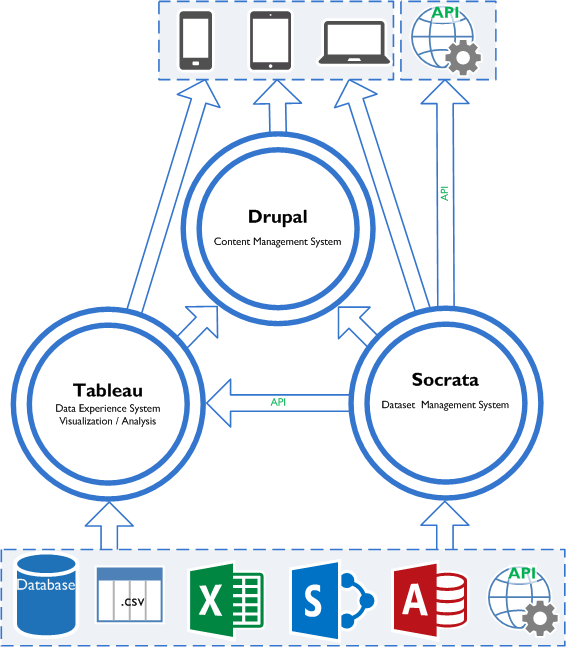 API
Drupal
Content Management System
API
Tableau
Data Experience System
Visualization / Analysis
Socrata
Dataset Management System
API
Database
.CSV
X
S
A
API